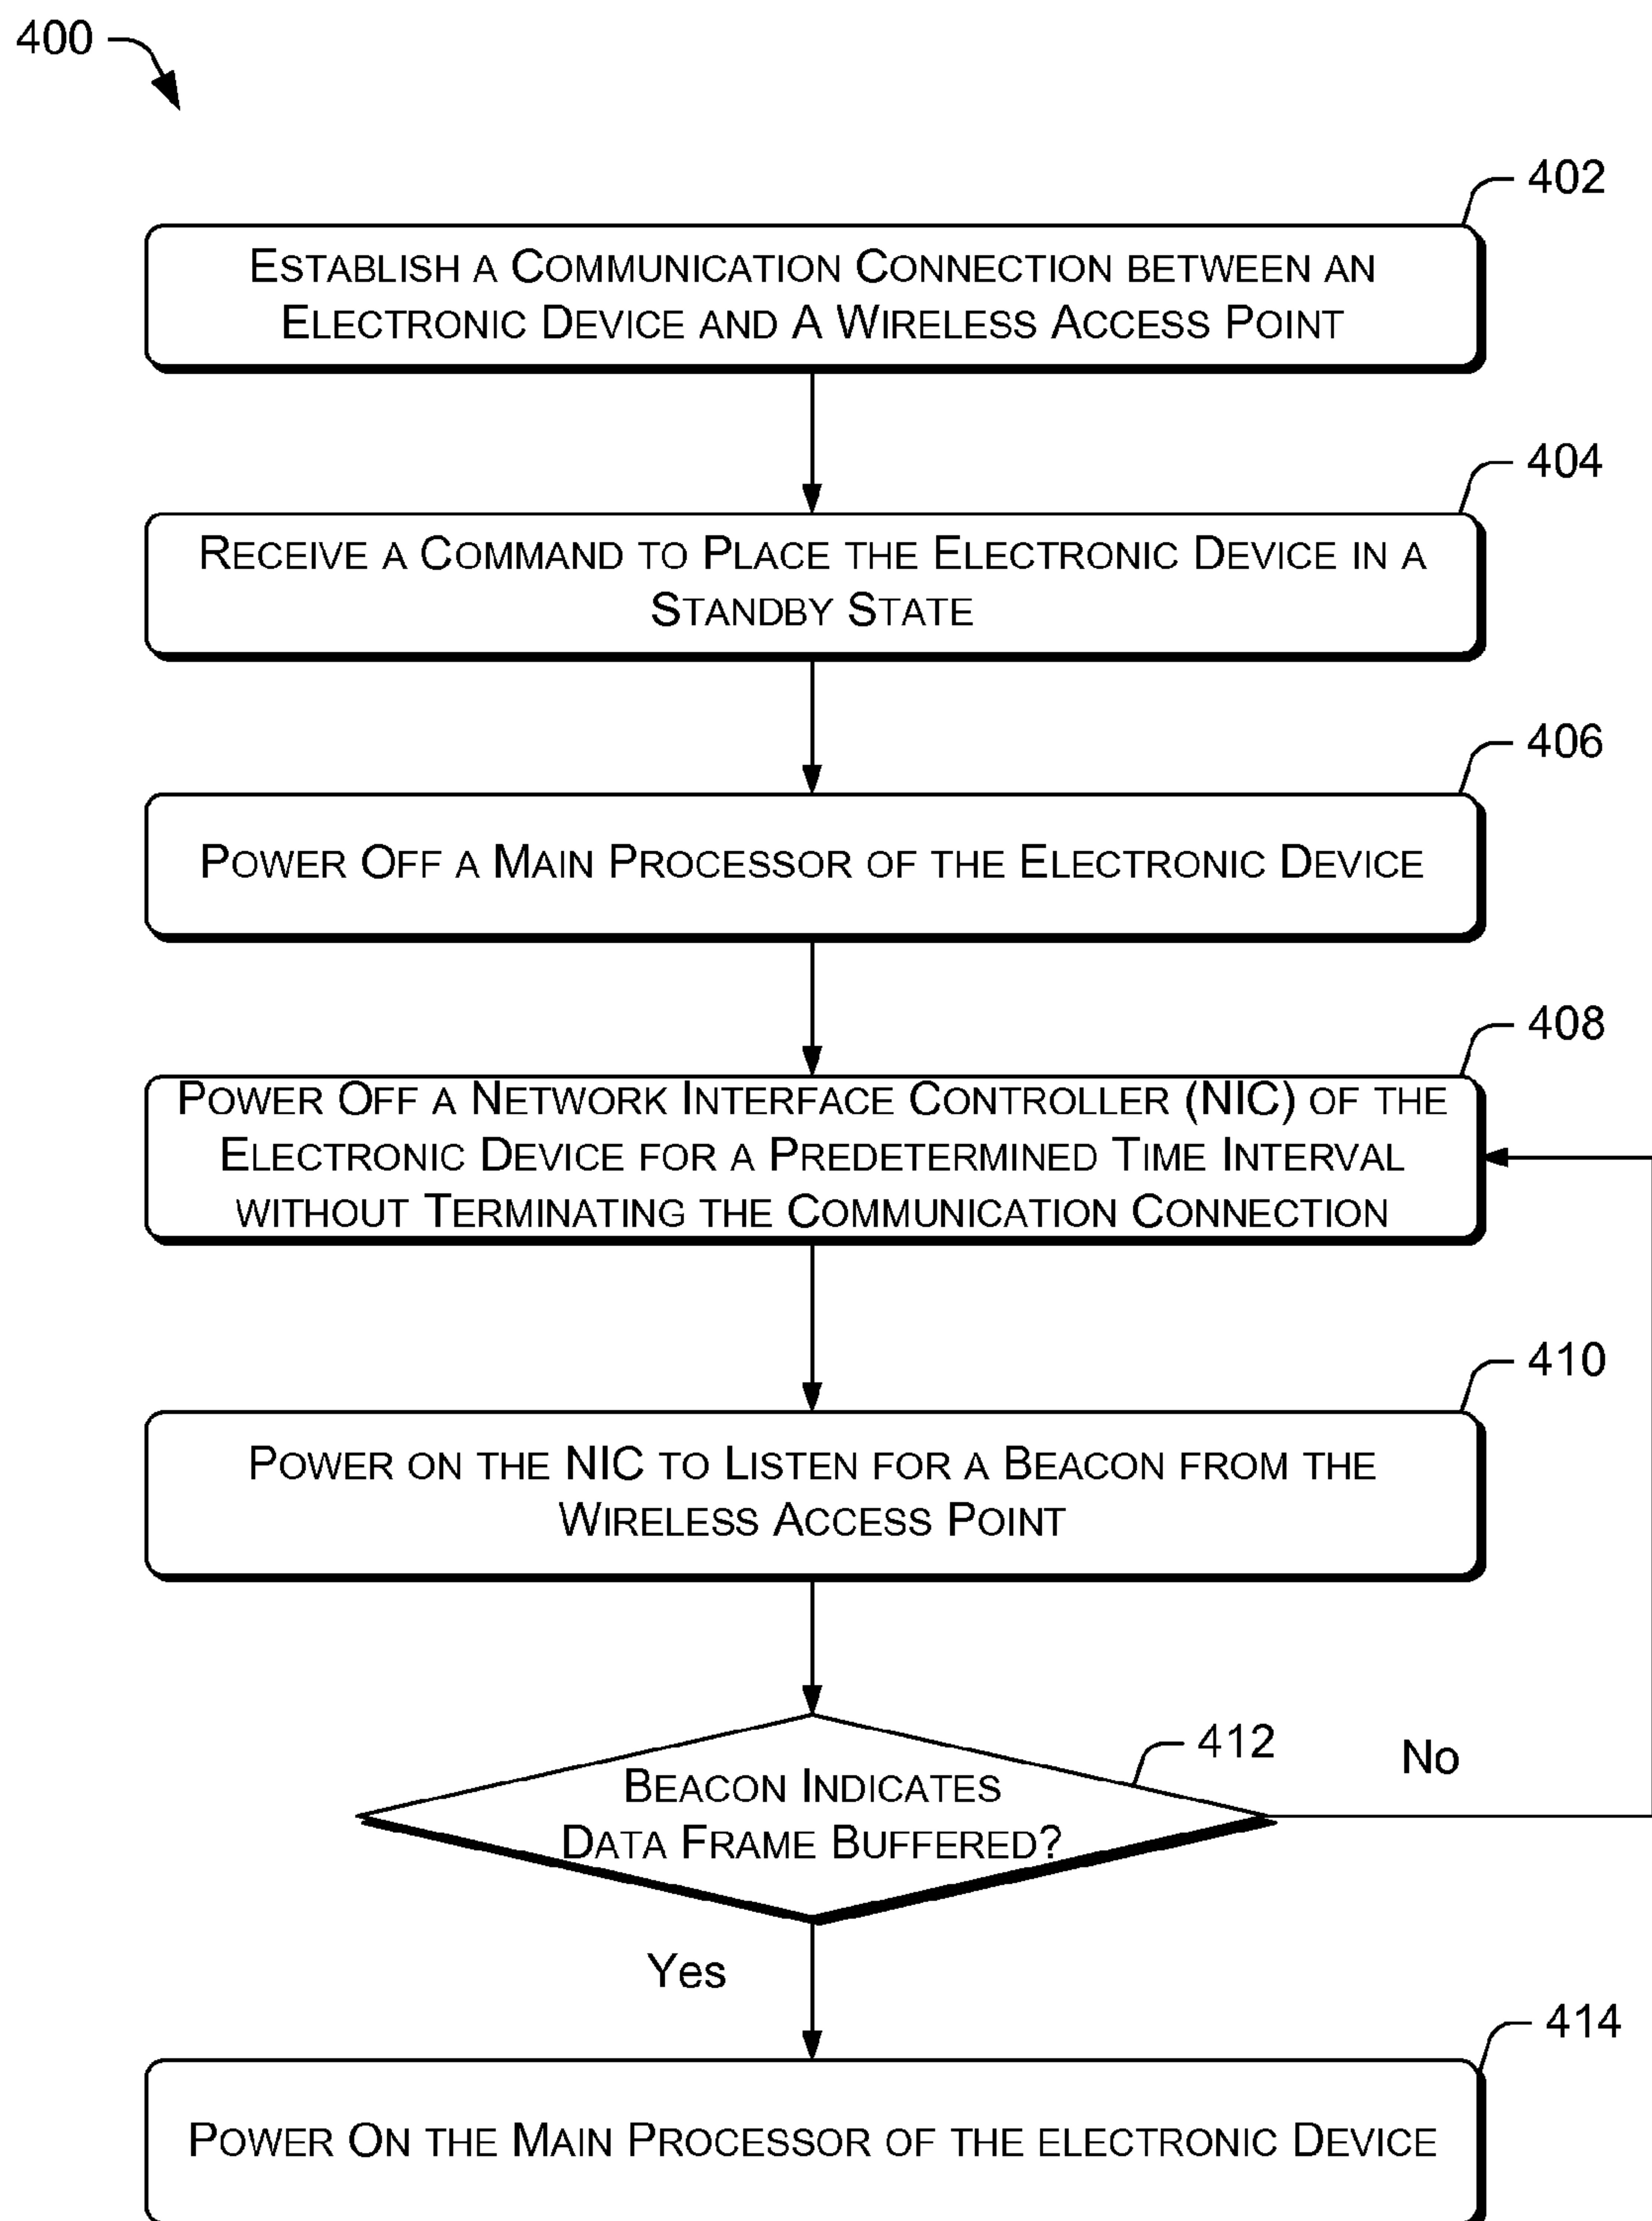 400
402
Establish a Communication Connection between an
Electronic Device and A Wireless Access Point
404
Receive a Command to Place the Electronic Device in a
Standby State
406
Power Off a Main Processor of the Electronic Device
408
Power Off a Network Interface Controller (NIC) of the
Electronic Device for a Predetermined Time Interval
without Terminating the Communication Connection
410
Power on the NIC to Listen for a Beacon from the
Wireless Access Point
412
No
Beacon Indicates
Data Frame Buffered?
Yes
414
Power On the Main Processor of the electronic Device